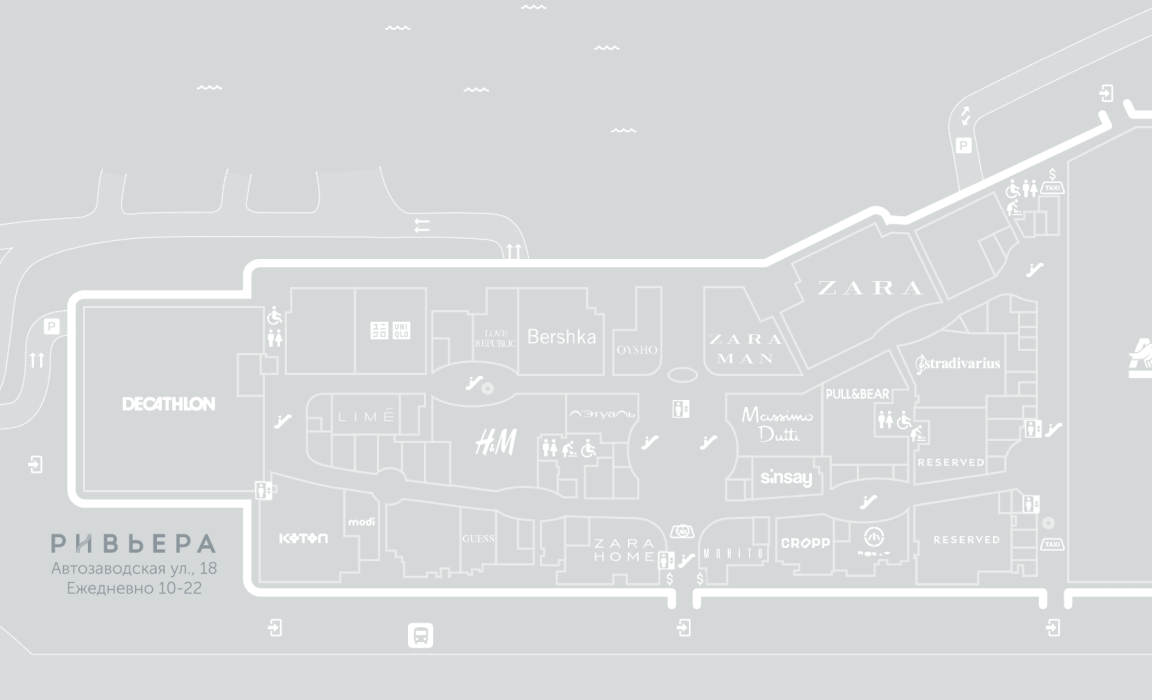 P
$
TAXI
ZARA
P
UNI
QLO
LOVE
REPUBLIC
Bershka
OYSHO
ZARA
MAN
stradivarius
DECATHLON
LIMÉ
H&M
Massimo
Dutti
PULL&BEAR
sinsay
RESERVED
KOTON
modi
GUESS
ZARA
HOME
MOHITO
CROPP
RESERVED
TAXI
$
$
РИВЬЕРА
Автозаводская ул., 18
Ежедневно 10-22